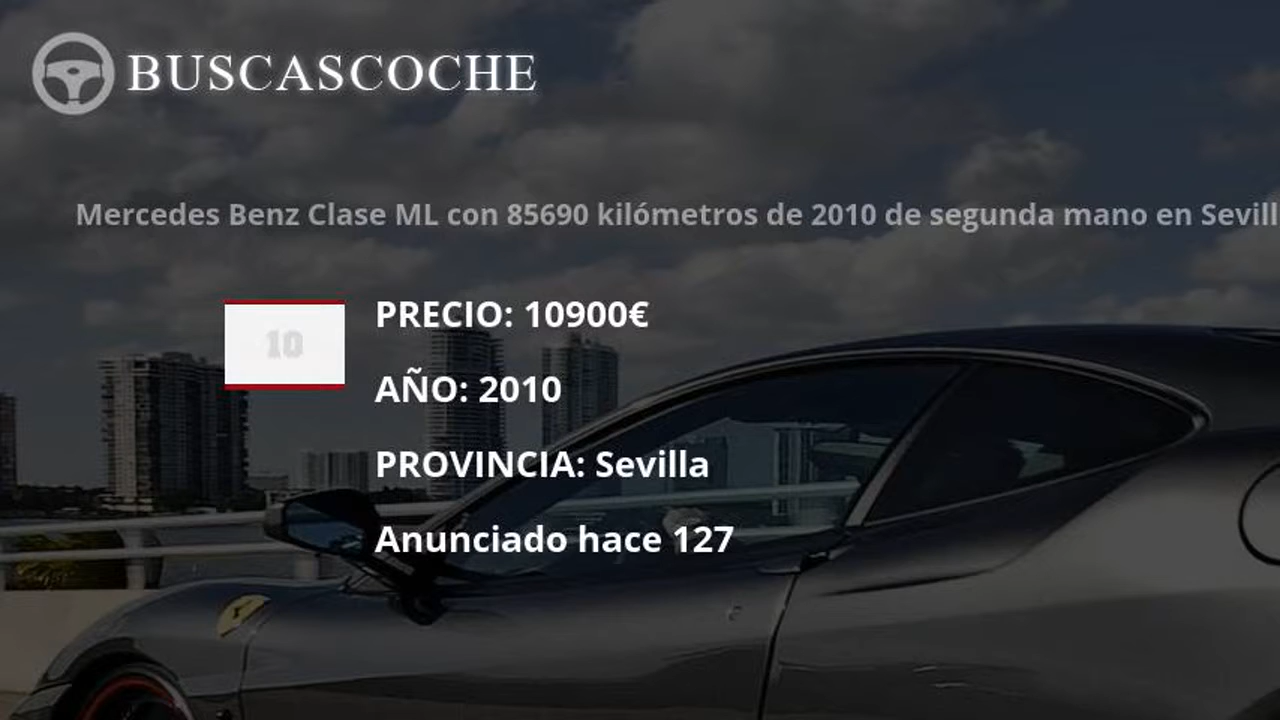 BUSCASCOCHE
Mercedes Benz Clase ML con 85690 kilómetros de 2010 de segunda mano en Sevill
10
PRECIO: 10900€
AÑO: 2010
PROVINCIA: Sevilla
Anunciado hace 127